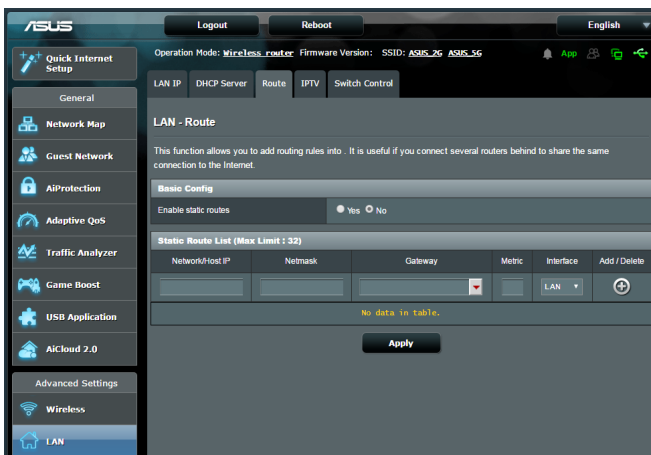 ASUS Logout Reboot English
Quick Internet Setup
Operation Mode: Wireless router Firmware Version: SSID: ASUS_2G ASUS_5G App
LAN IP DHCP Server Route IPTV Switch Control
General
Network Map
Guest Network
AiProtection
Adaptive QoS
Traffic Analyzer
Game Boost
USB Application
AiCloud 2.0
Advanced Settings
Wireless
LAN
LAN - Route
This function allows you to add routing rules into . It is useful if you connect several routers behind to share the same
connection to the Internet.
Basic Config
Enable static routes Yes No
Static Route List (Max Limit : 32)
Network/Host IP Netmask Gateway Metric Interface Add / Delete
LAN
No data in table.
Apply